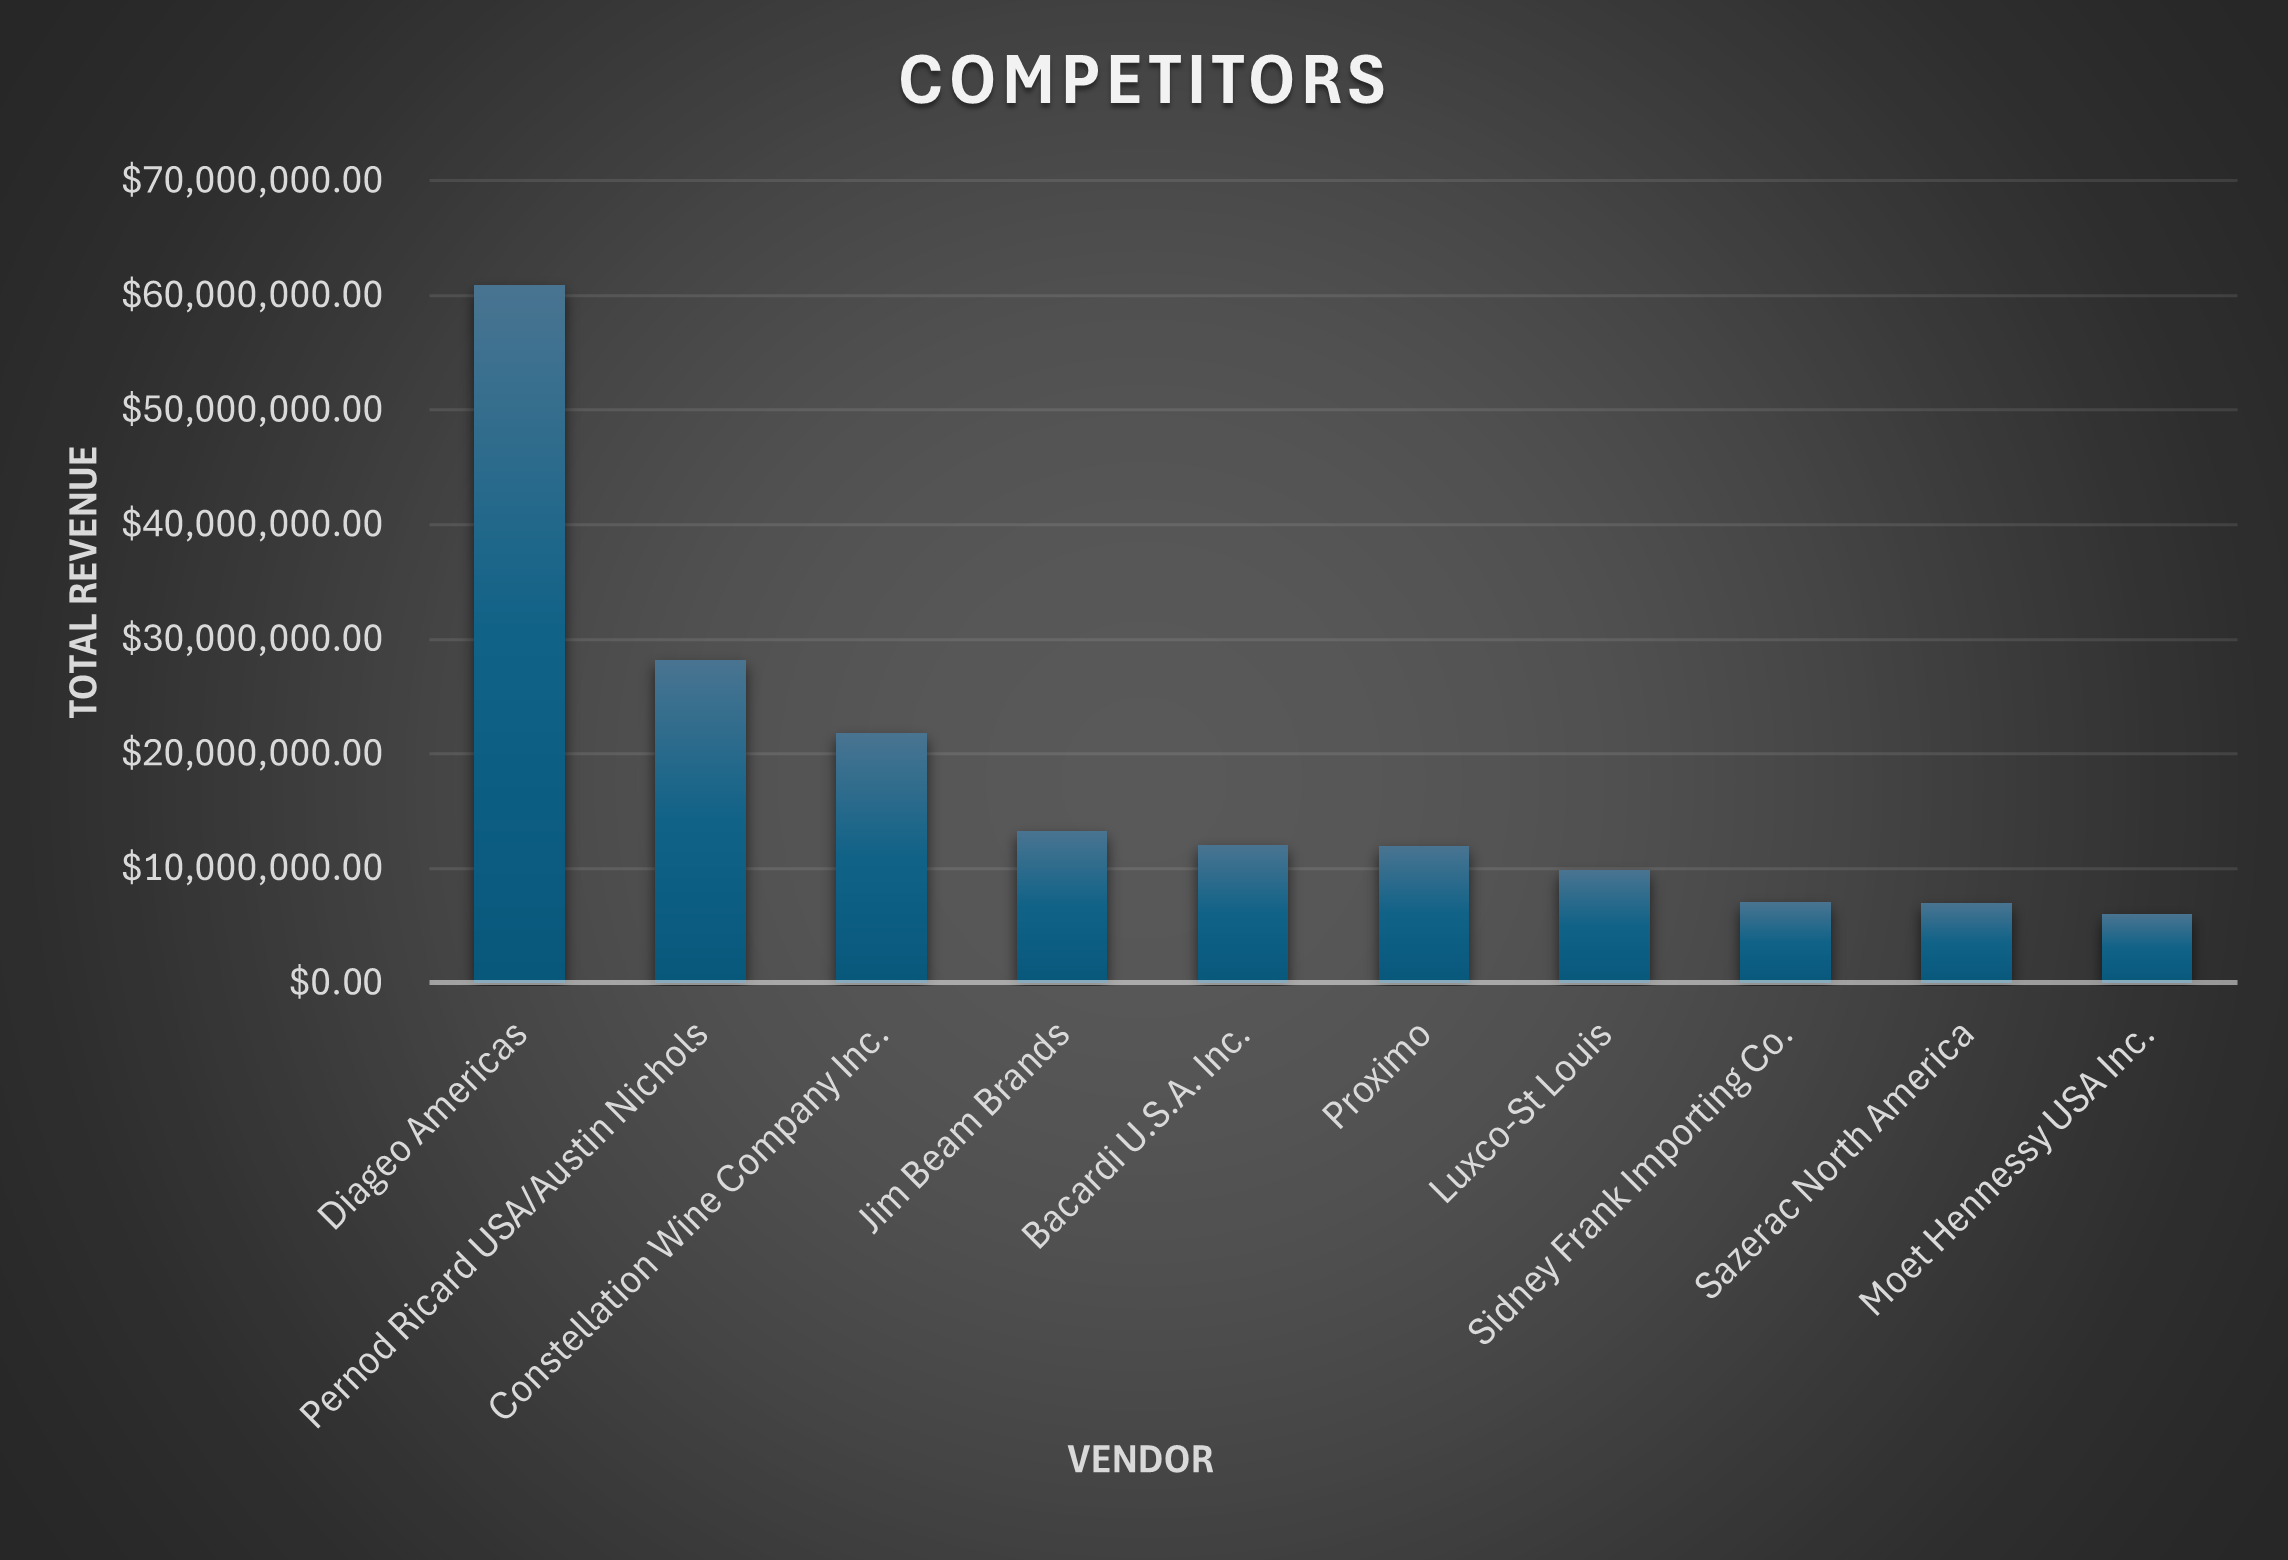 COMPETITORS
$70,000,000.00
$60,000,000.00
$50,000,000.00
$40,000,000.00
$30,000,000.00
$20,000,000.00
$10,000,000.00
$0.00
TOTAL REVENUE
Diageo Americas
Pernod Ricard USA/Austin Nichols
Constellation Wine Company Inc.
Jim Beam Brands
Bacardi U.S.A. Inc.
Proximo
Luxco-St Louis
Sidney Frank Importing Co.
Sazerac North America
Moet Hennessy USA Inc.
VENDOR